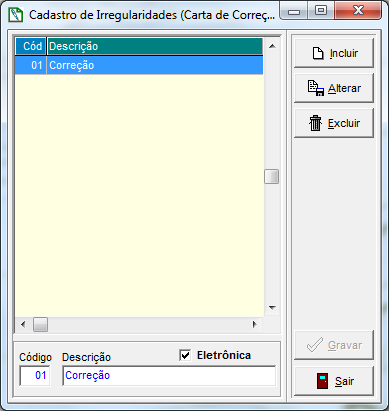 Cadastro de Irregularidades (Carta de Correç...
Cód Descrição
01 Correção
Incluir
Alterar
Excluir
Gravar
Sair
Código Descrição Eletrônica
01 Correção